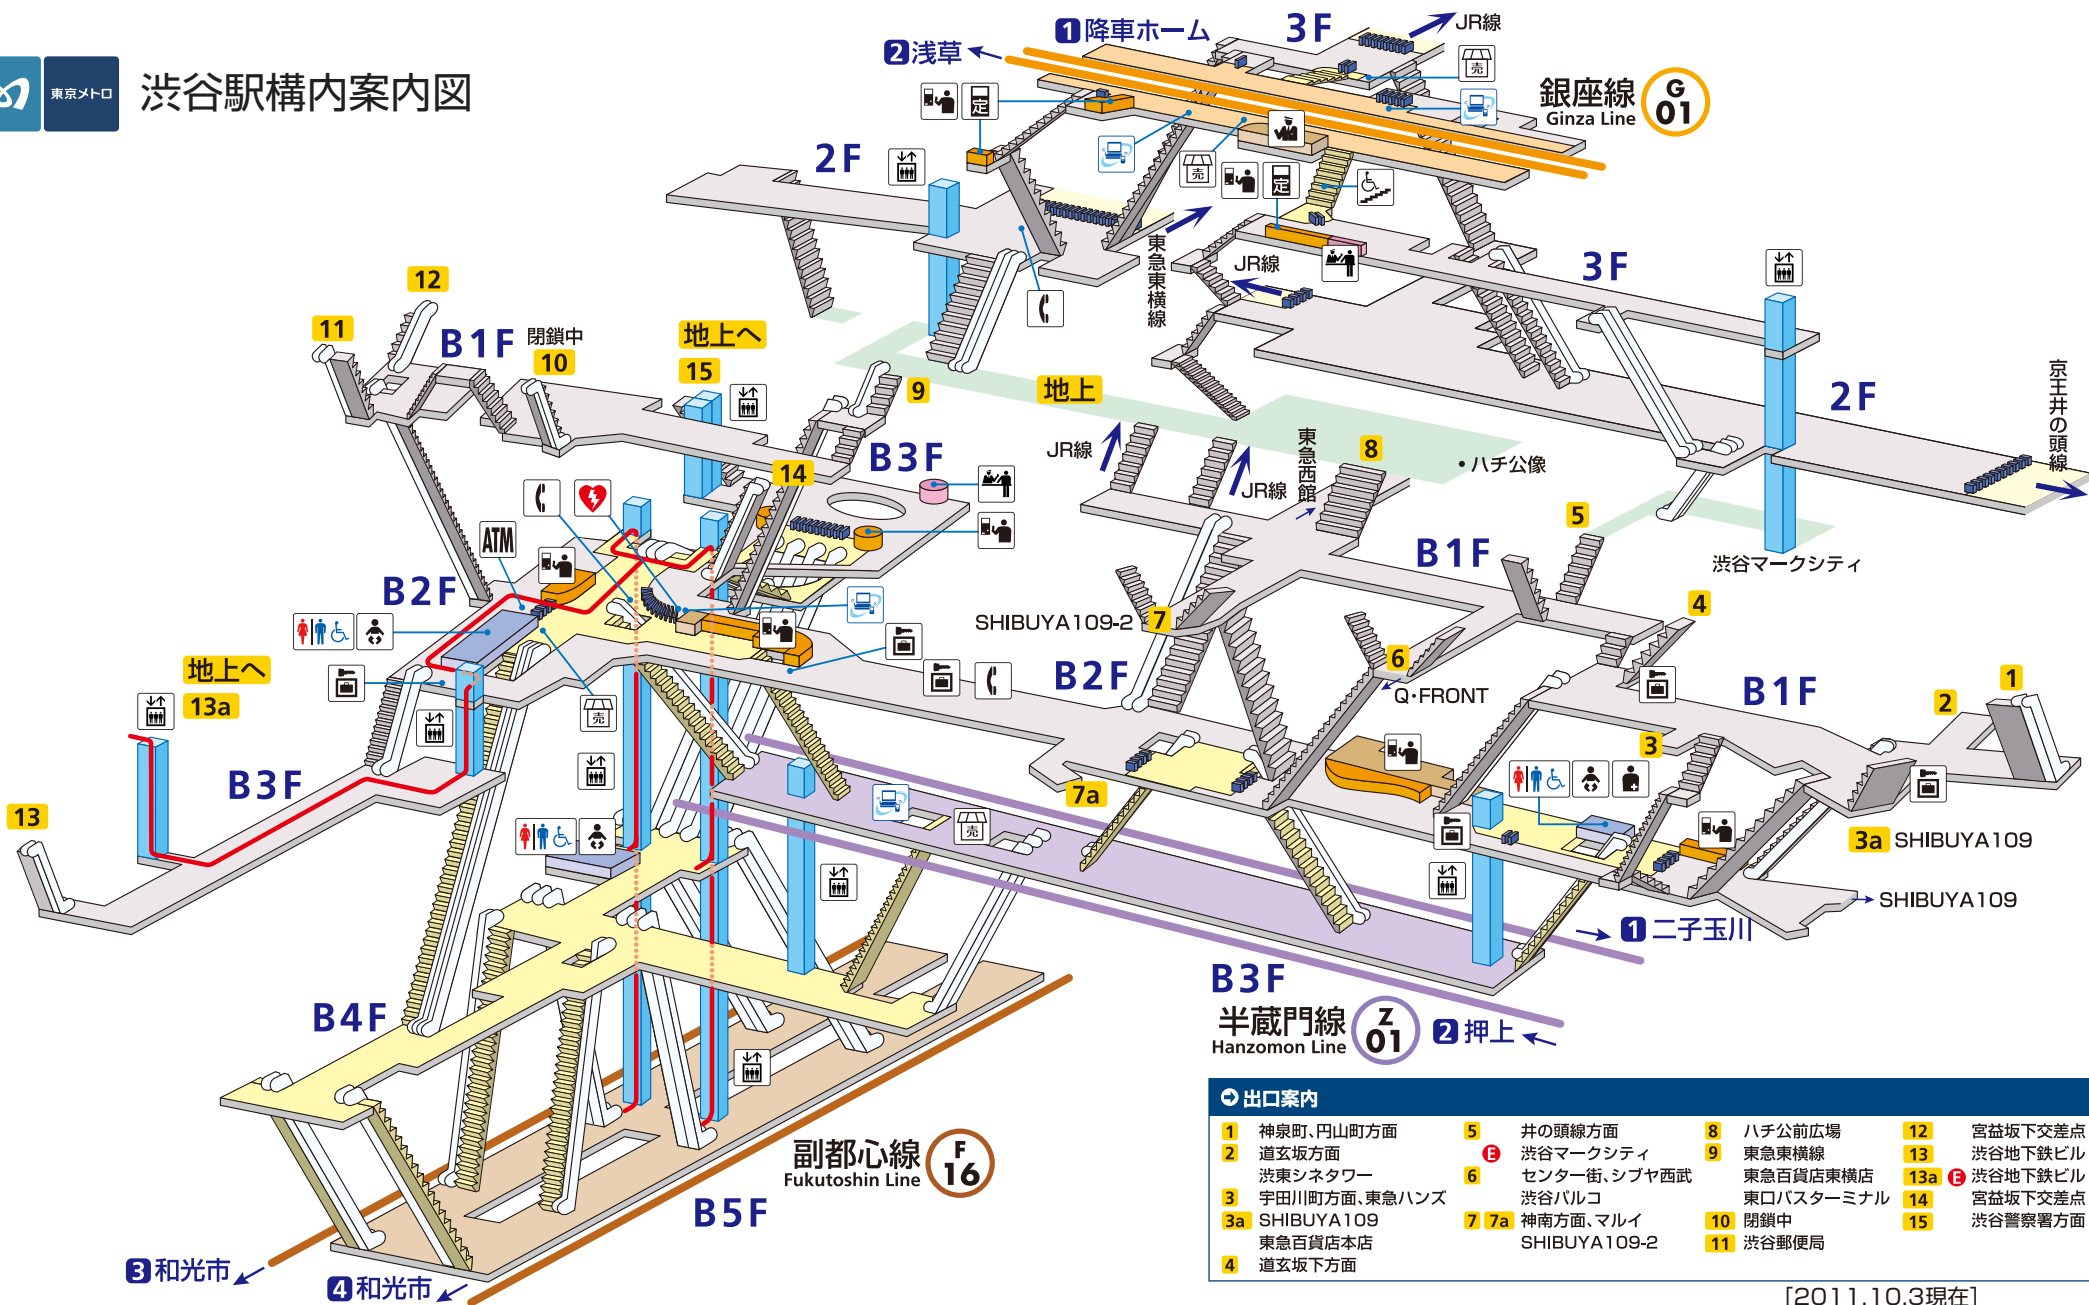 東京メトロ
渋谷駅構内案内図
1 降車ホーム
2 浅草
3F
JR線
売
銀座線
Ginza Line
G
01
定
2F
売
定
東急東横線
JR線
3F
12
11
B1F
閉鎖中
10
地上へ
15
9
地上
2F
京王井の頭線
B3F
14
JR線
JR線
東急西館
8
・ハチ公像
5
渋谷マークシティ
ATM
B2F
B1F
SHIBUYA109-2
7
4
地上へ
13a
売
B2F
6
Q・FRONT
B1F
2
1
B3F
13
7a
売
3
3a SHIBUYA109
SHIBUYA109
1 二子玉川
B3F
半蔵門線
Hanzomon Line
Z
01
2 押上
B4F
副都心線
Fukutoshin Line
F
16
B5F
3 和光市
4 和光市
出口案内
1 神泉町、円山町方面
2 道玄坂方面
渋東シネタワー
3 宇田川町方面、東急ハンズ
3a SHIBUYA109
東急百貨店本店
4 道玄坂下方面
5 井の頭線方面
E 渋谷マークシティ
6 センター街、シブヤ西武
渋谷パルコ
7 7a 神南方面、マルイ
SHIBUYA109-2
8 ハチ公前広場
9 東急東横線
東急百貨店東横店
東口バスターミナル
10 閉鎖中
11 渋谷郵便局
12 宮益坂下交差点
13 渋谷地下鉄ビル
13a E 渋谷地下鉄ビル
14 宮益坂下交差点
15 渋谷警察署方面
[2011.10.3現在]